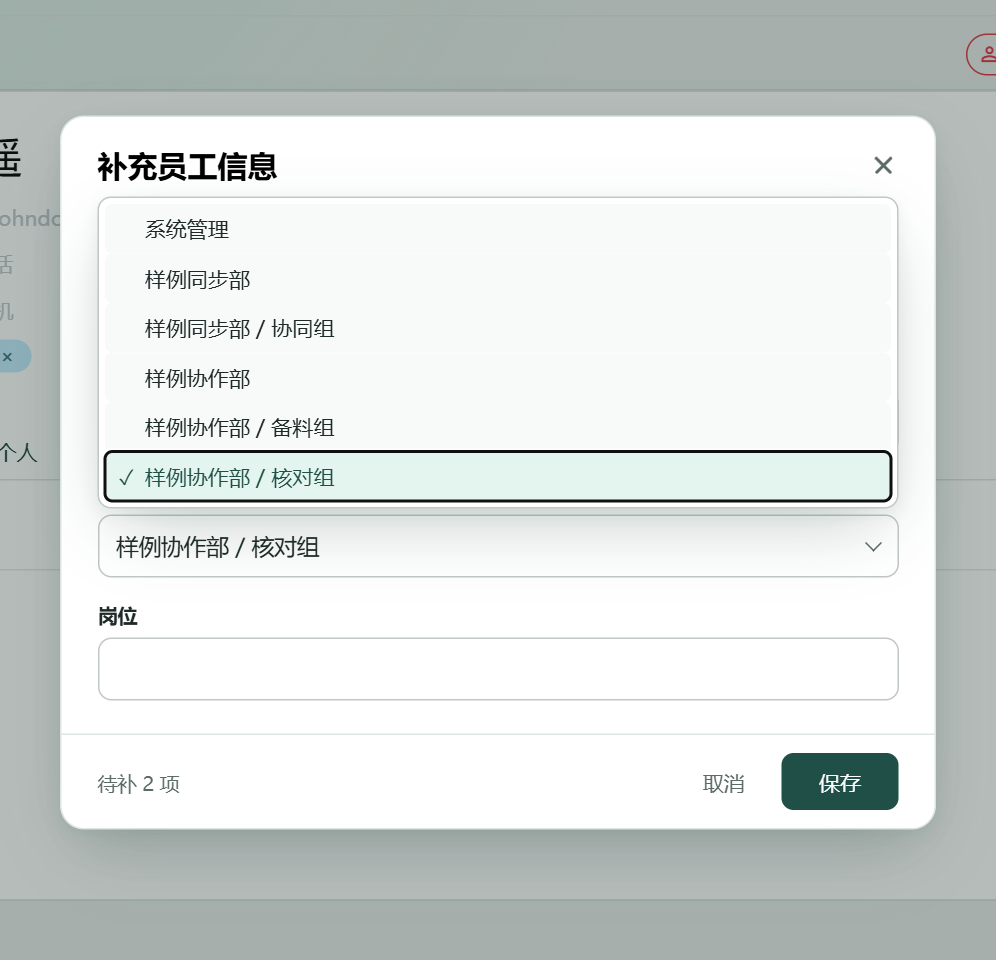 补充员工信息
系统管理
样例同步部
样例同步部 / 协同组
样例协作部
样例协作部 / 备料组
✓ 样例协作部 / 核对组
样例协作部 / 核对组
岗位
待补 2 项
取消
保存
个人